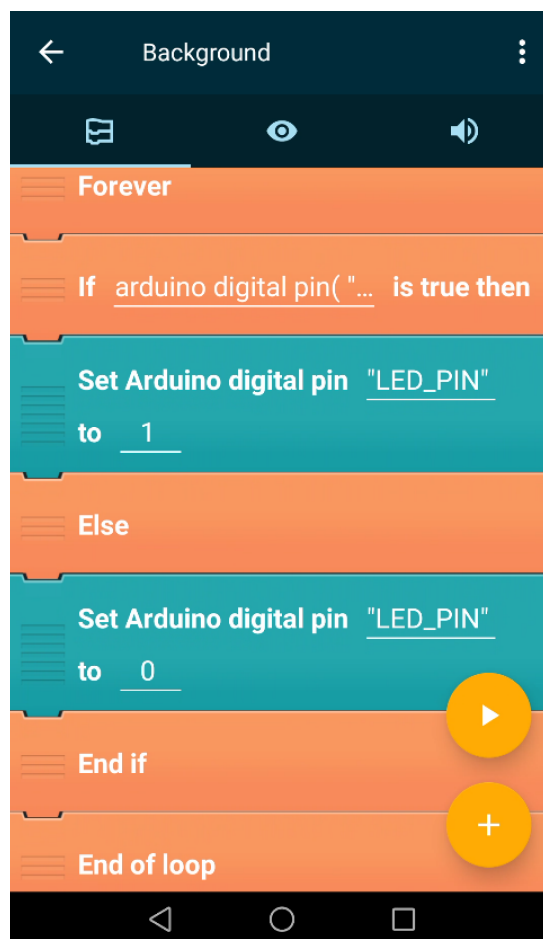 Background
Forever
If arduino digital pin( "... is true then
Set Arduino digital pin "LED_PIN"
to 1
Else
Set Arduino digital pin "LED_PIN"
to 0
End if
End of loop